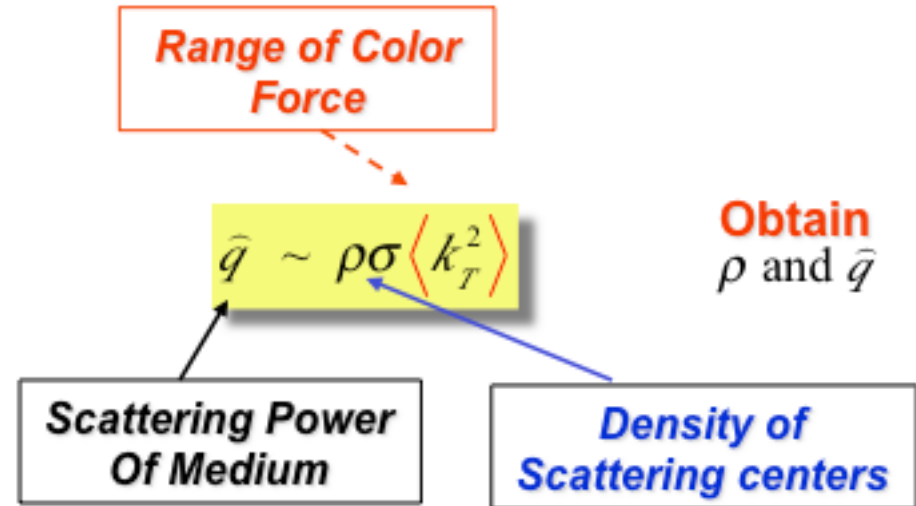 Range of Color
Force
q̂ ~ ρσ⟨k_T^2⟩
Obtain
ρ and q̂
Scattering Power
Of Medium
Density of
Scattering centers